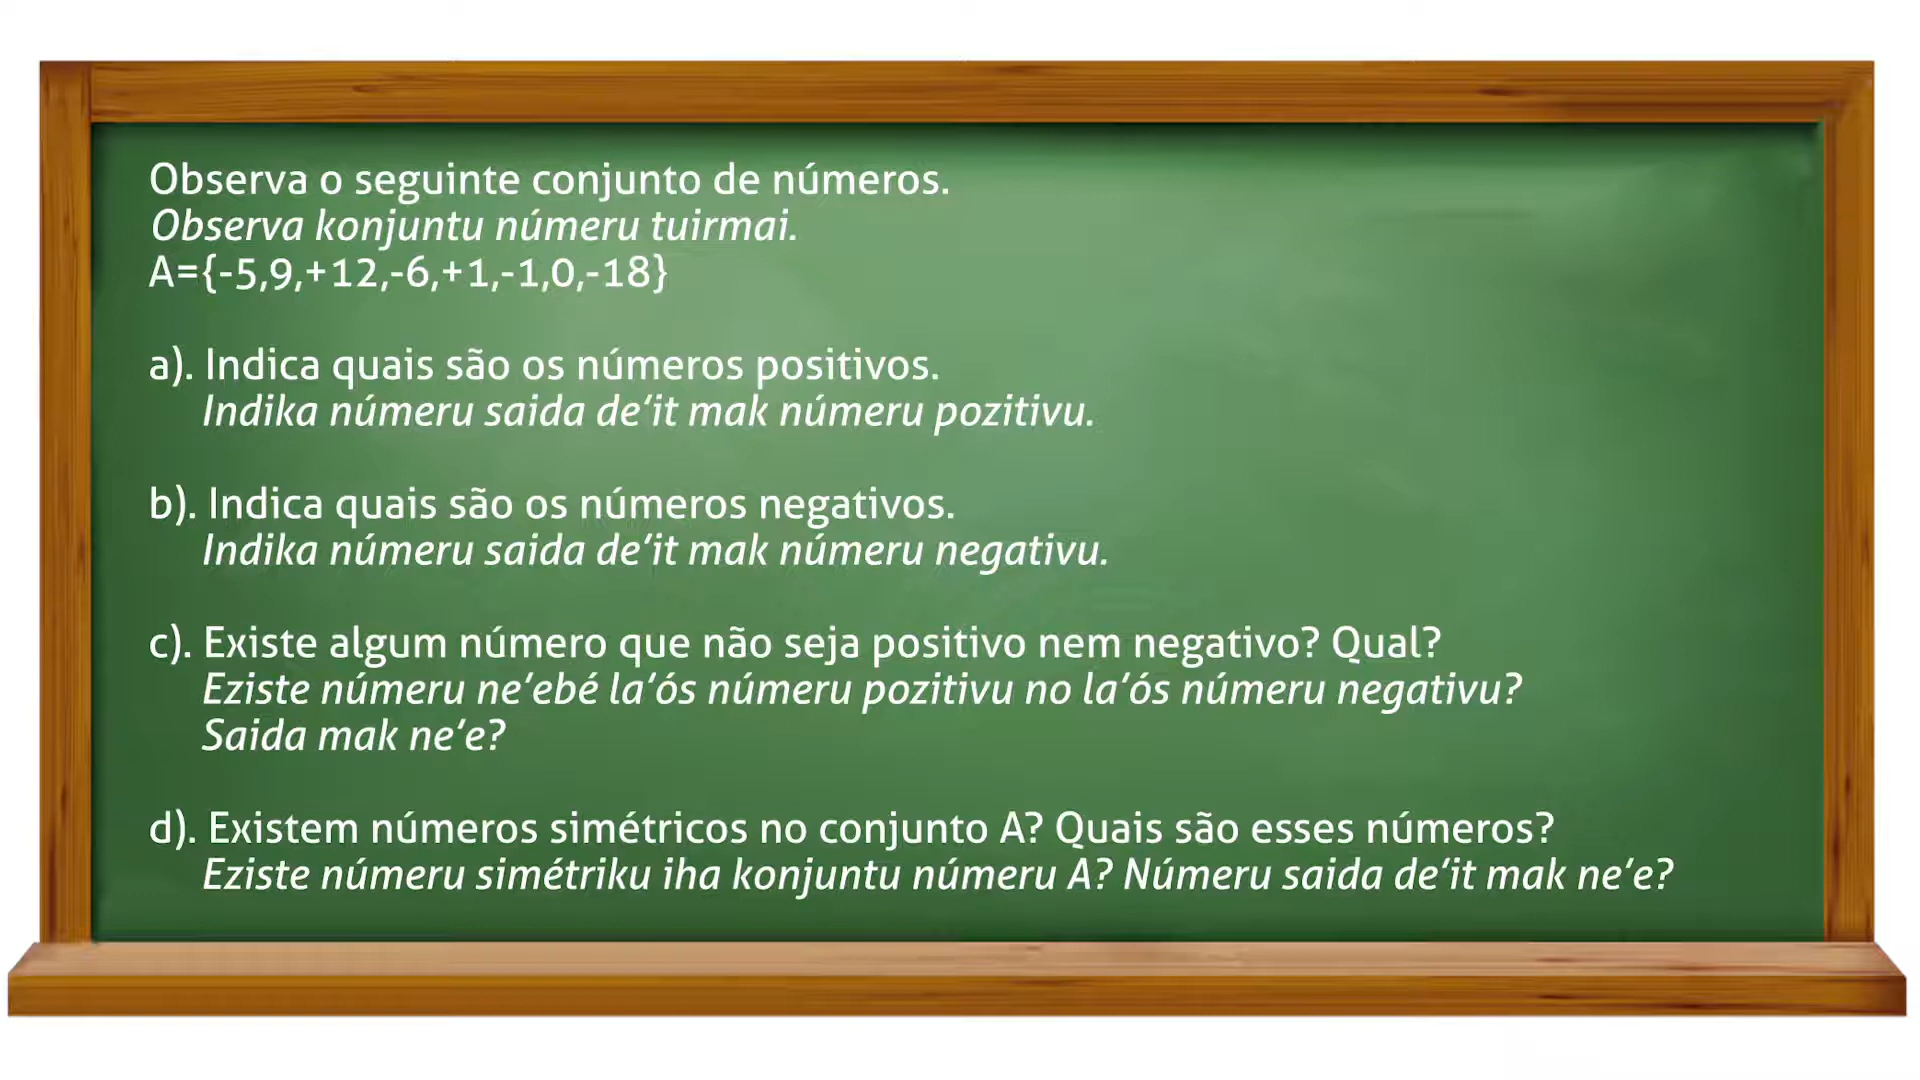 Observa o seguinte conjunto de números.
Observa konjuntu númeru tuirmai.
A={-5,9,+12,-6,+1,-1,0,-18}
a). Indica quais são os números positivos.
Indika númeru saida de’it mak númeru pozitivu.
b). Indica quais são os números negativos.
Indika númeru saida de’it mak númeru negativu.
c). Existe algum número que não seja positivo nem negativo? Qual?
Eziste númeru ne’ebé la’ós númeru pozitivu no la’ós númeru negativu?
Saida mak ne’e?
d). Existem números simétricos no conjunto A? Quais são esses números?
Eziste númeru simétriku iha konjuntu númeru A? Númeru saida de’it mak ne’e?